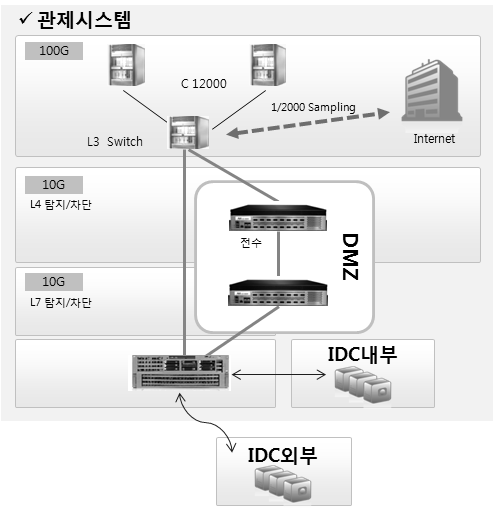 ✓ 관제시스템
100G
C 12000
1/2000 Sampling
L3 Switch
Internet
10G
L4 탐지/차단
전수
DMZ
10G
L7 탐지/차단
IDC내부
IDC외부